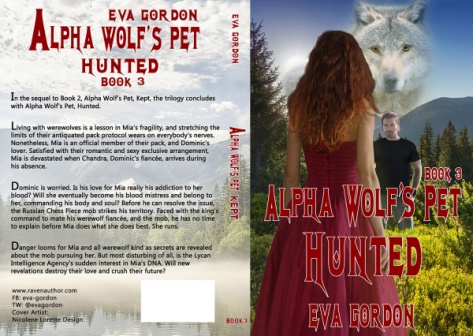 EVA GORDON
ALPHA WOLF'S PET
HUNTED
BOOK 3
In the sequel to Book 2, Alpha Wolf's Pet, Kept, the trilogy concludes
with Alpha Wolf's Pet, Hunted.
Living with werewolves is a lesson in Mia's fragility, and stretching the
limits of their antiquated pack protocol wears on everybody's nerves.
Nonetheless, Mia is an official member of their pack, and Dominic's
lover. Satisfied with their romantic and sexy exclusive arrangement,
Mia is devastated when Chandra, Dominic's fiancée, arrives during
his absence.
Dominic is worried. Is his love for Mia really his addiction to her
blood? Will she eventually become his blood mistress and belong to
her, commanding his body and soul? Before he can resolve the issue,
the Russian Chess Piece mob strikes his territory. Faced with the king's
command to mate his werewolf fiancée, and the mob, he has no time
to explain before Mia does what she does best. She runs.
Danger looms for Mia and all werewolf kind as secrets are revealed
about the mob pursuing her. But most disturbing of all, is the Lycan
Intelligence Agency's sudden interest in Mia's DNA. Will new
revelations destroy their love and crush their future?
www.ravenauthor.com
FB: eva-gordon
TW: @evagordon
Cover Artist:
Nicolene Lorette Design
EVA GORDON
ALPHA WOLF'S PET KEPT
BOOK 3
BOOK 3
ALPHA WOLF'S PET
HUNTED
EVA GORDON